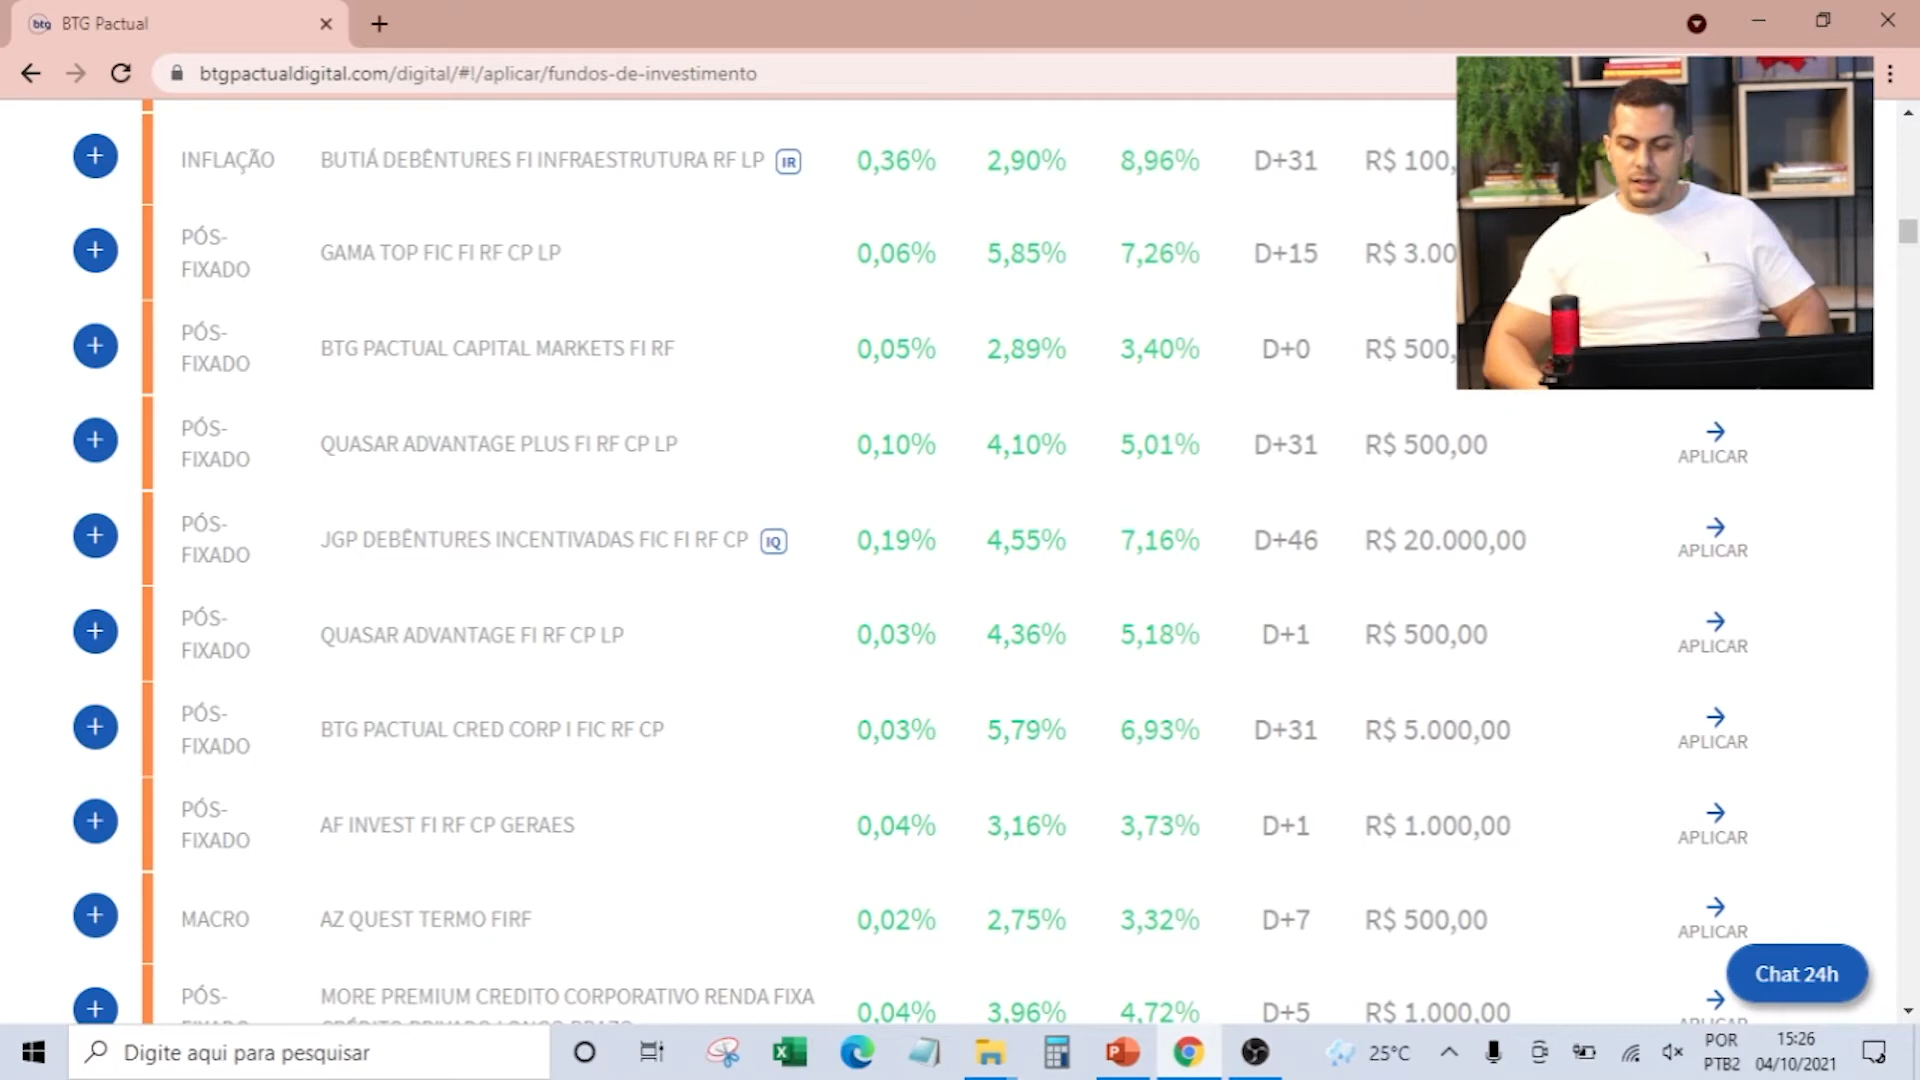 btg BTG Pactual
btgpactualdigital.com/digital/#!/aplicar/fundos-de-investimento
INFLAÇÃO BUTIÁ DEBÊNTURES FI INFRAESTRUTURA RF LP IR 0,36% 2,90% 8,96% D+31 R$ 100,
PÓS-
FIXADO GAMA TOP FIC FI RF CP LP 0,06% 5,85% 7,26% D+15 R$ 3.00
PÓS-
FIXADO BTG PACTUAL CAPITAL MARKETS FI RF 0,05% 2,89% 3,40% D+0 R$ 500,
PÓS-
FIXADO QUASAR ADVANTAGE PLUS FI RF CP LP 0,10% 4,10% 5,01% D+31 R$ 500,00 APLICAR
PÓS-
FIXADO JGP DEBÊNTURES INCENTIVADAS FIC FI RF CP IQ 0,19% 4,55% 7,16% D+46 R$ 20.000,00 APLICAR
PÓS-
FIXADO QUASAR ADVANTAGE FI RF CP LP 0,03% 4,36% 5,18% D+1 R$ 500,00 APLICAR
PÓS-
FIXADO BTG PACTUAL CRED CORP I FIC RF CP 0,03% 5,79% 6,93% D+31 R$ 5.000,00 APLICAR
PÓS-
FIXADO AF INVEST FI RF CP GERAES 0,04% 3,16% 3,73% D+1 R$ 1.000,00 APLICAR
MACRO AZ QUEST TERMO FIRF 0,02% 2,75% 3,32% D+7 R$ 500,00 APLICAR
Chat 24h
PÓS- MORE PREMIUM CREDITO CORPORATIVO RENDA FIXA 0,04% 3,96% 4,72% D+5 R$ 1.000,00
Digite aqui para pesquisar 25°C POR 15:26
PTB2 04/10/2021